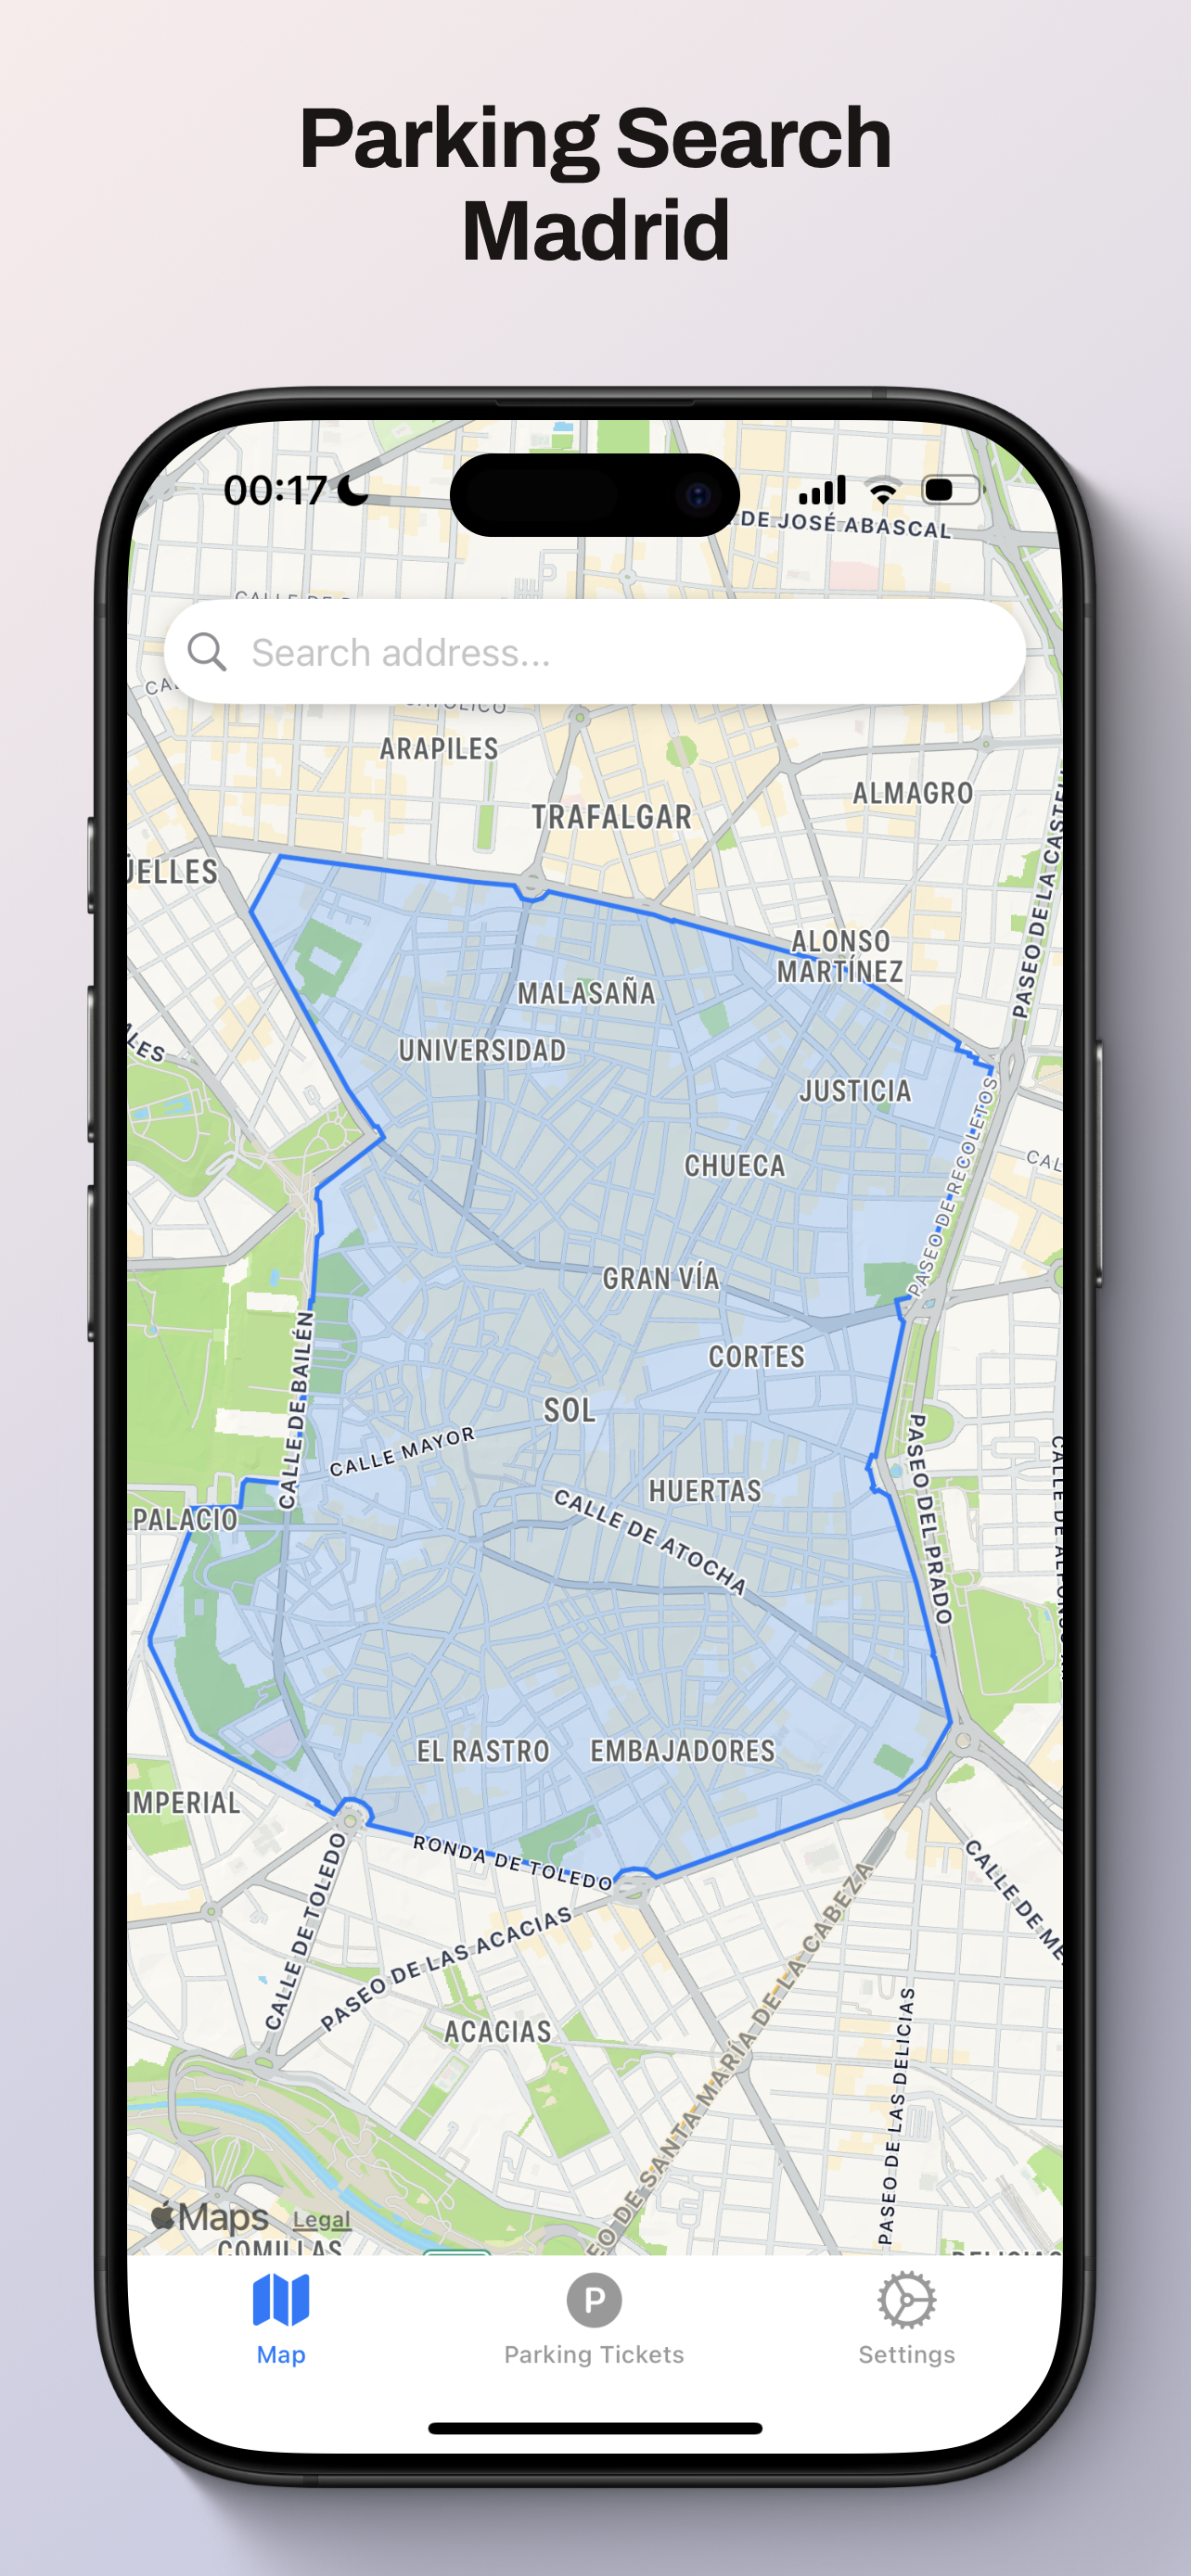 Parking Search
Madrid
00:17
DE JOSÉ ABASCAL
Search address...
ARAPILES
ALMAGRO
TRAFALGAR
PASEO DE LA
ALONSO
MARTÍNEZ
MALASAÑA
UNIVERSIDAD
JUSTICIA
PASEO DE RECOLETOS
CHUECA
GRAN VÍA
CORTES
CALLE DE BAILÉN
SOL
CALLE MAYOR
PASEO DEL PRADO
HUERTAS
CALLE DE ATOCHA
PALACIO
EL RASTRO
EMBAJADORES
IMPERIAL
RONDA DE TOLEDO
CALLE DE TOLEDO
PASEO DE LAS ACACIAS
CALLE DE
DE SANTA MARÍA DE LA CABEZA
ACACIAS
PASEO DE LAS DELICIAS
Maps
Legal
COMILLAS
P
Map
Parking Tickets
Settings